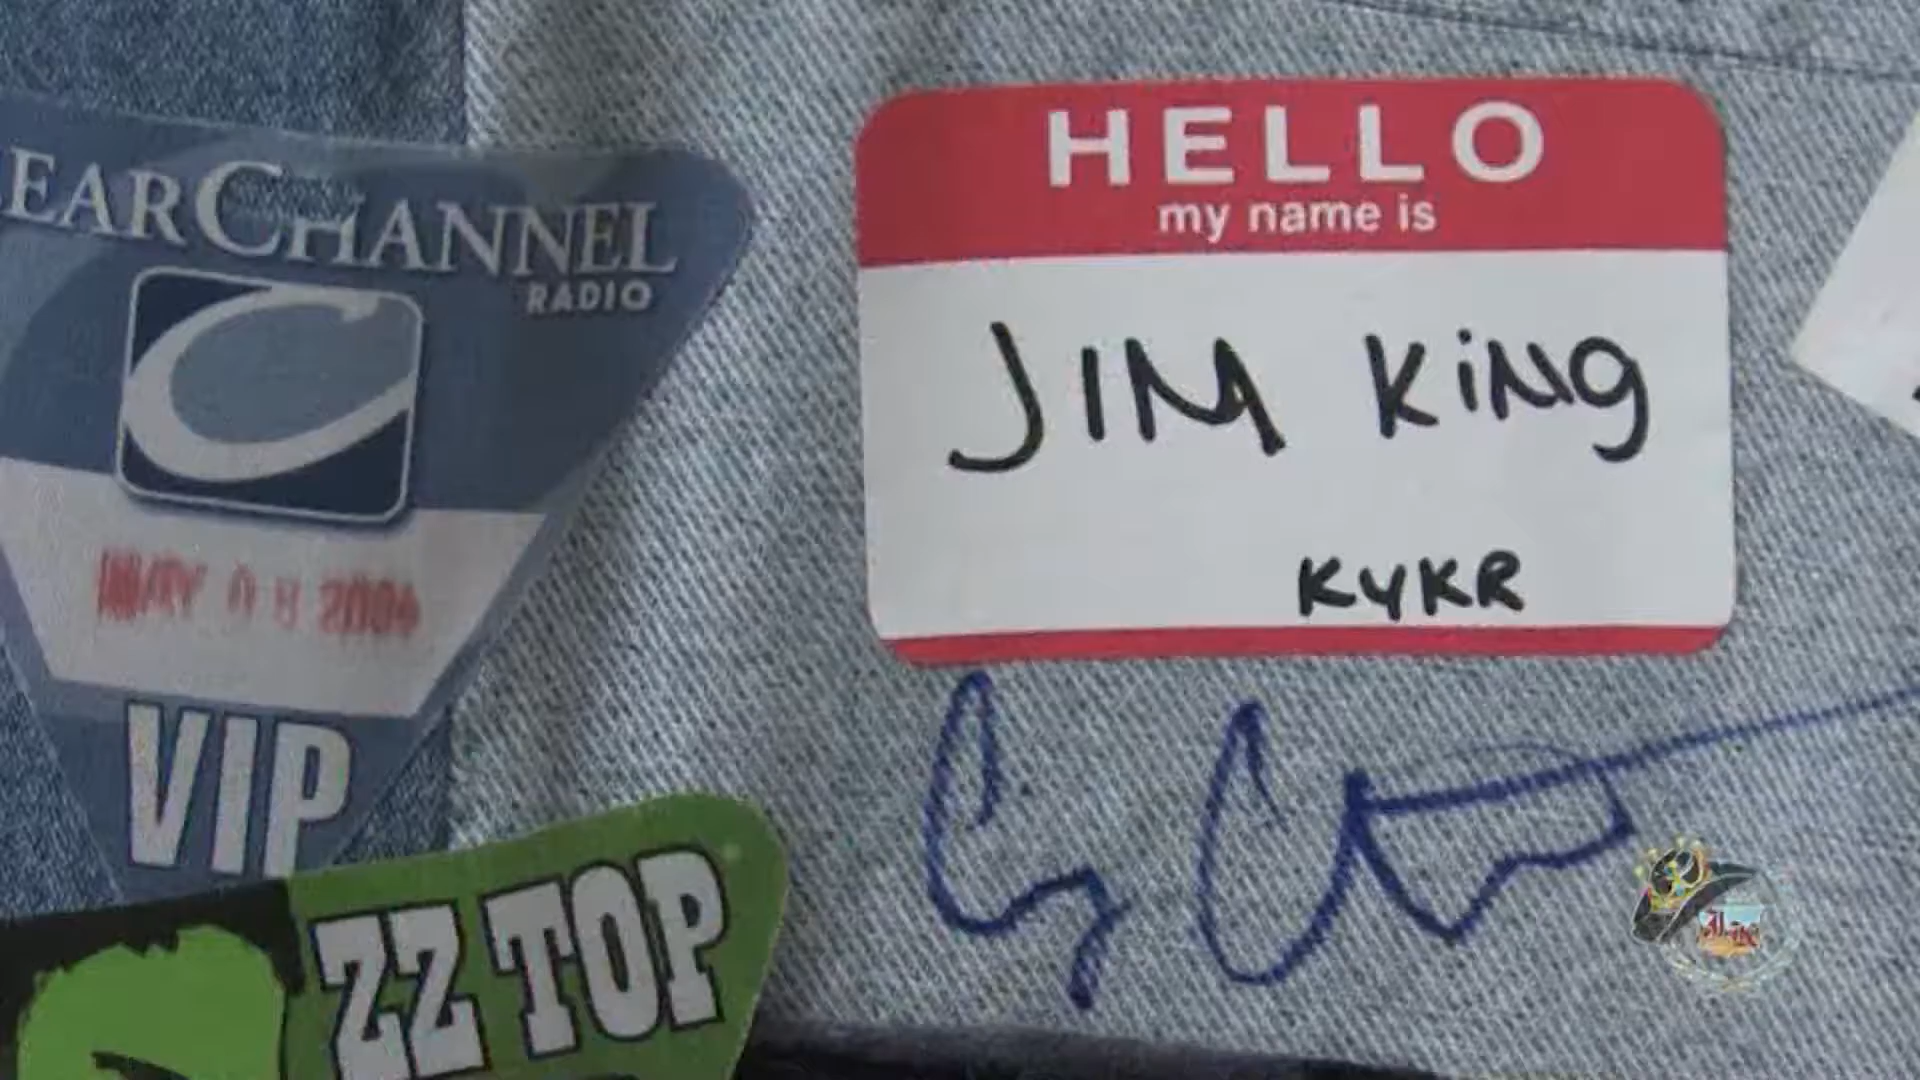 EARCHANNEL
RADIO
VIP
ZZ TOP
HELLO
my name is
JIM KiNg
KYKR